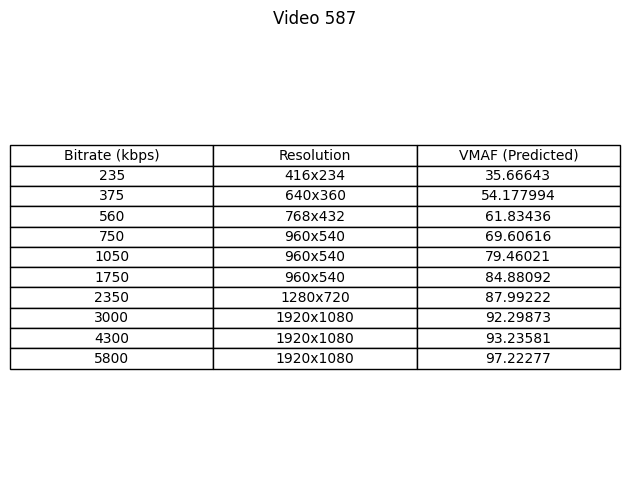 Video 587
Bitrate (kbps) Resolution VMAF (Predicted)
235 416x234 35.66643
375 640x360 54.177994
560 768x432 61.83436
750 960x540 69.60616
1050 960x540 79.46021
1750 960x540 84.88092
2350 1280x720 87.99222
3000 1920x1080 92.29873
4300 1920x1080 93.23581
5800 1920x1080 97.22277